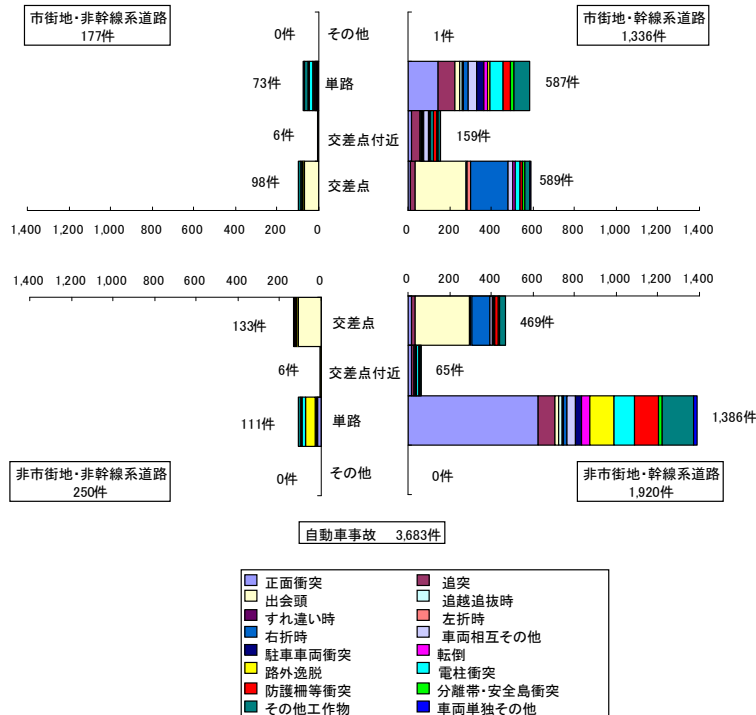 市街地・非幹線系道路
177件
市街地・幹線系道路
1,336件
0件 その他 1件
73件 単路 587件
6件 交差点付近 159件
98件 交差点 589件
1,400 1,200 1,000 800 600 400 200 0
0 200 400 600 800 1,000 1,200 1,400
1,400 1,200 1,000 800 600 400 200 0
0 200 400 600 800 1,000 1,200 1,400
133件 交差点 469件
6件 交差点付近 65件
111件 単路 1,386件
0件 その他 0件
非市街地・非幹線系道路
250件
非市街地・幹線系道路
1,920件
自動車事故 3,683件
正面衝突 追突
出会頭 追越追抜時
すれ違い時 左折時
右折時 車両相互その他
駐車車両衝突 転倒
路外逸脱 電柱衝突
防護柵等衝突 分離帯・安全島衝突
その他工作物 車両単独その他